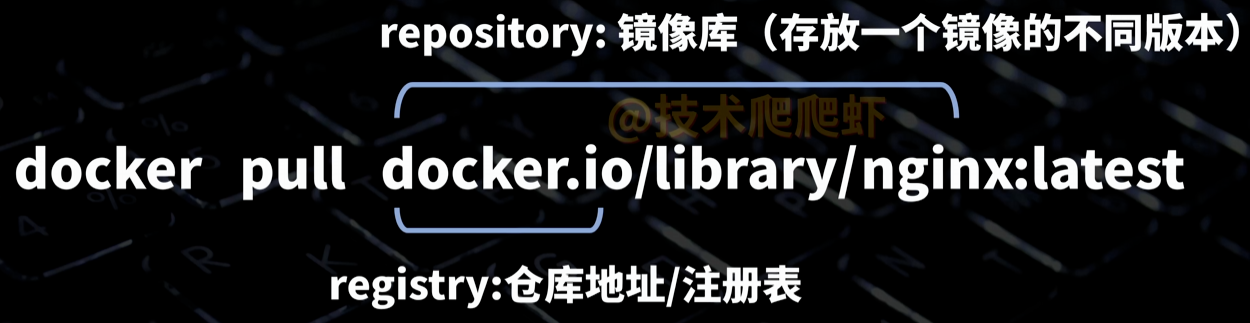 repository: 镜像库（存放一个镜像的不同版本）
@技术爬爬虾
docker pull docker.io/library/nginx:latest
registry:仓库地址/注册表